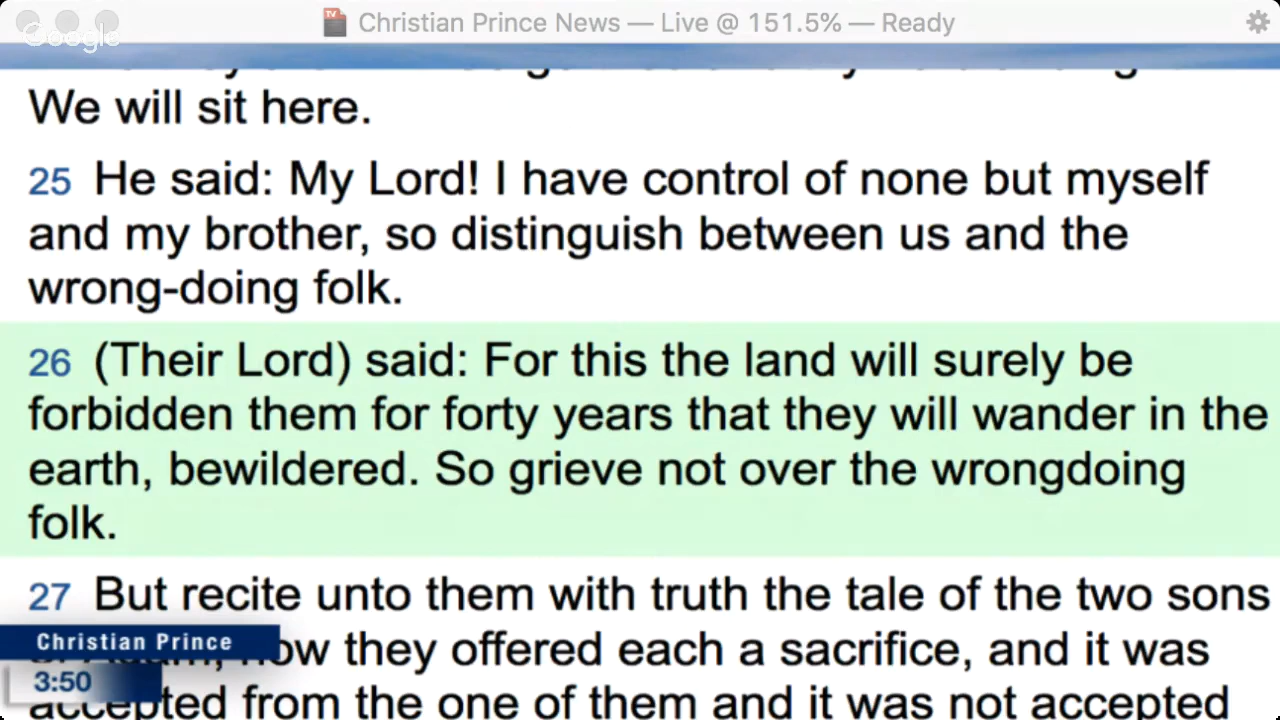 Christian Prince News — Live @ 151.5% — Ready
Google
We will sit here.
25 He said: My Lord! I have control of none but myself
and my brother, so distinguish between us and the
wrong-doing folk.
26 (Their Lord) said: For this the land will surely be
forbidden them for forty years that they will wander in the
earth, bewildered. So grieve not over the wrongdoing
folk.
27 But recite unto them with truth the tale of the two sons
they offered each a sacrifice, and it was
from the one of them and it was not accepted
Christian Prince
3:50